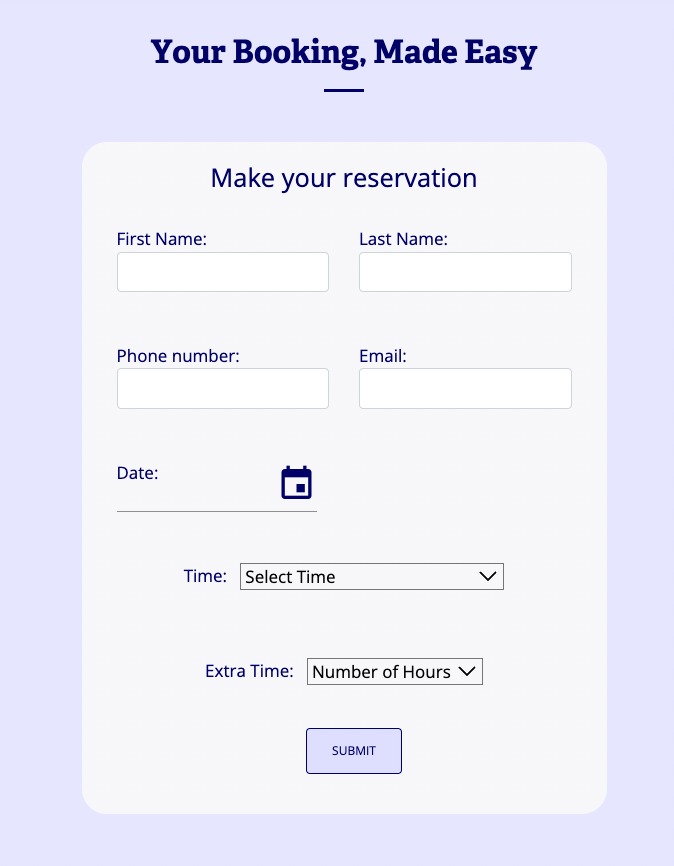 Your Booking, Made Easy
Make your reservation
First Name: Last Name:
Phone number: Email:
Date:
Time: Select Time
Extra Time: Number of Hours
SUBMIT